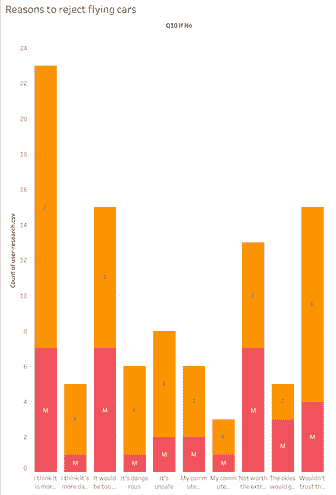 Reasons to reject flying cars
Q10 If No
Count of user-research.csv
24
22
20
18
16
14
12
10
8
6
4
2
0
F
M
F
M
F
M
F
M
F
M
F
M
F
M
F
M
F
M
F
M
I think it is mor..
I think it's more da..
It would be too ..
It's dange rous
It's unsafe
My comm ute..
My comm ute..
Not worth the extr..
The skies would g..
Wouldn't trust th..